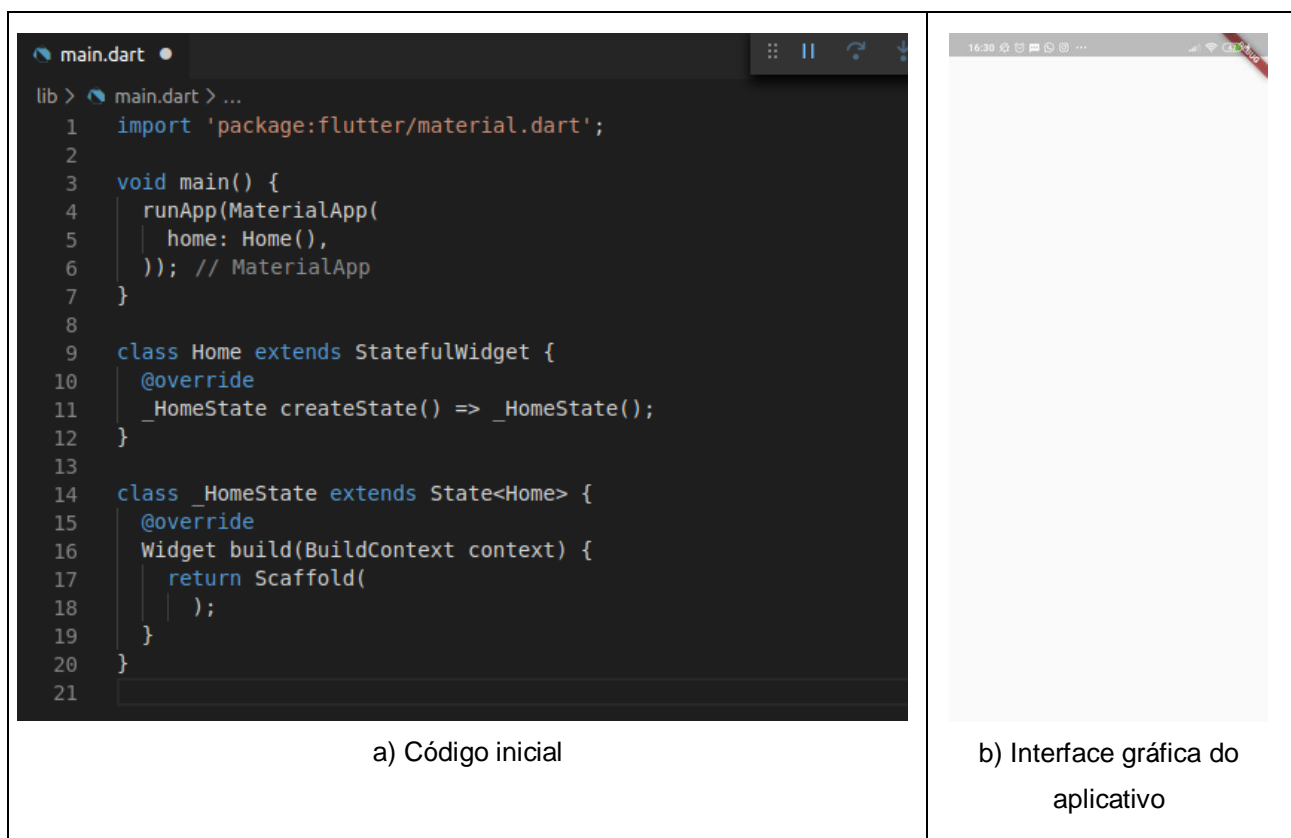 main.dart
lib > main.dart > ...
1 import 'package:flutter/material.dart';
2
3 void main() {
4 runApp(MaterialApp(
5 home: Home(),
6 )); // MaterialApp
7 }
8
9 class Home extends StatefulWidget {
10 @override
11 _HomeState createState() => _HomeState();
12 }
13
14 class _HomeState extends State<Home> {
15 @override
16 Widget build(BuildContext context) {
17 return Scaffold(
18 );
19 }
20 }
21
a) Código inicial
16:30
b) Interface gráfica do
aplicativo